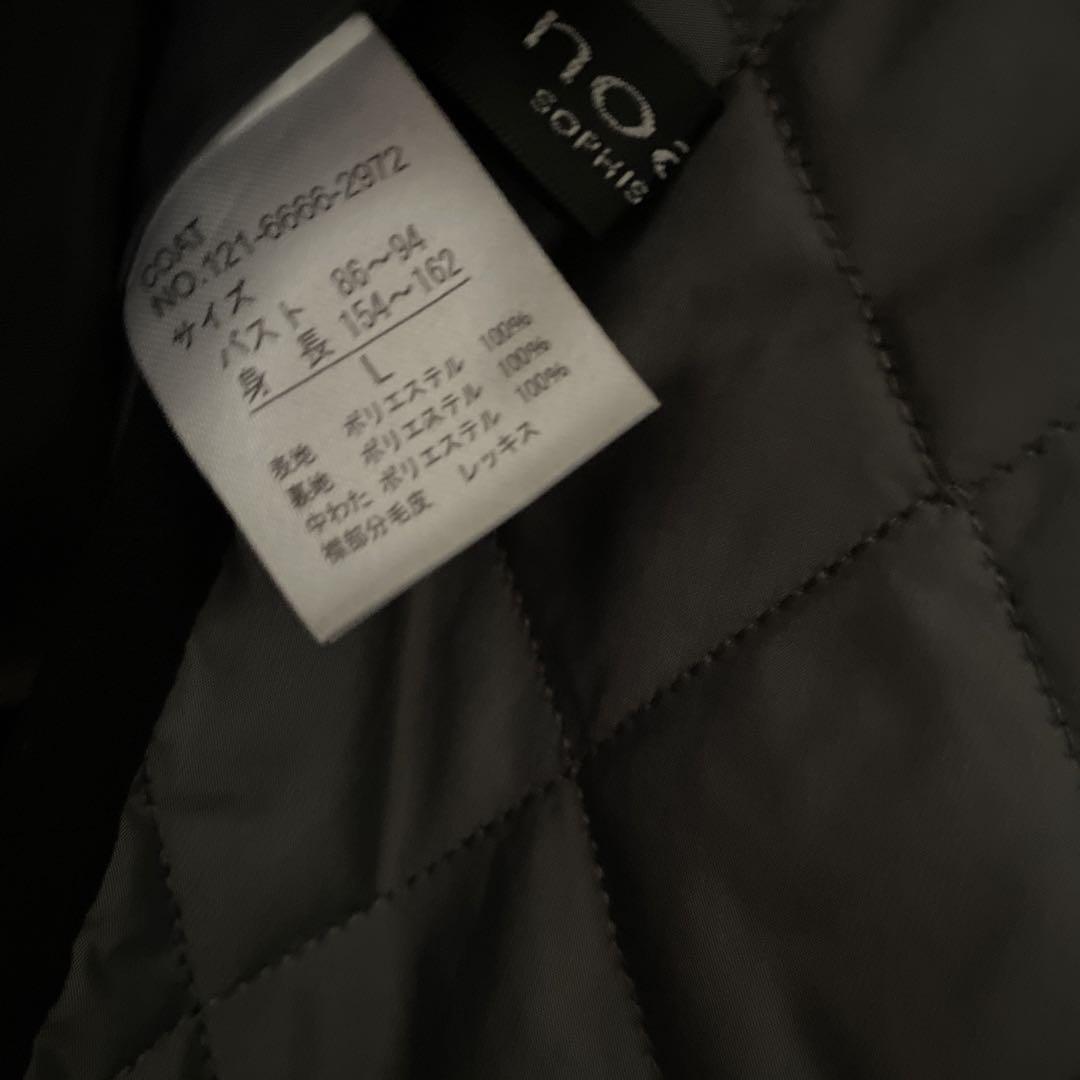 noa
SOPHIS
COAT
NO.121-6666-2972
サイズ
バスト 86~94
身長 154~162
L
表地 ポリエステル 100%
裏地 ポリエステル 100%
中わた ポリエステル 100%
襟部分毛皮 レッキス